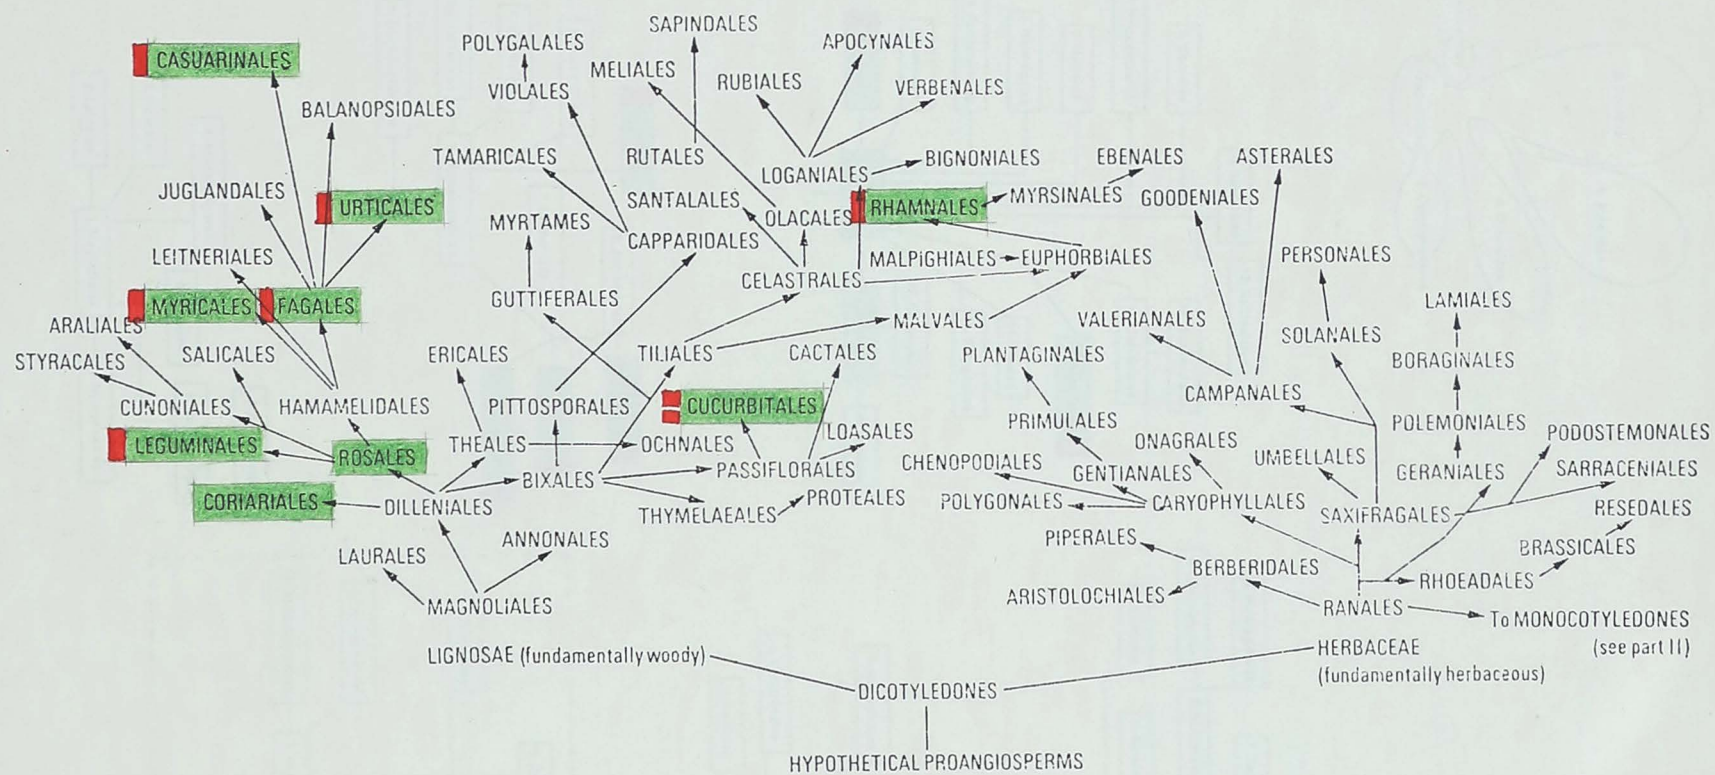 SAPINDALES
POLYGALALES
APOCYNALES
CASUARINALES
MELIALES
RUBIALES
VERBENALES
VIOLALES
BALANOPSIDALES
TAMARICALES
RUTALES
BIGNONIALES
EBENALES
ASTERALES
LOGANIALES
JUGLANDALES
URTICALES
SANTALALES
RHAMNALES
MYRSINALES
GOODENIALES
MYRTAMES
OLACALES
CAPPARIDALES
LEITNERIALES
MALPIGHIALES
EUPHORBIALES
PERSONALES
CELASTRALES
MYRICALES
FAGALES
GUTTIFERALES
LAMIALES
ARALIALES
MALVALES
VALERIANALES
SOLANALES
STYRACALES
SALICALES
ERICALES
TILIALES
CACTALES
PLANTAGINALES
BORAGINALES
CAMPANALES
CUNONIALES
HAMAMELIDALES
PITTOSPORALES
CUCURBITALES
PRIMULALES
POLEMONIALES
LEGUMINALES
ROSALES
THEALES
OCHNALES
LOASALES
ONAGRALES
PODOSTEMONALES
CHENOPODIALES
UMBELLALES
BIXALES
PASSIFLORALES
GENTIANALES
GERANIALES
SARRACENIALES
CORIARIALES
DILLENIALES
THYMELAEALES
PROTEALES
POLYGONALES
CARYOPHYLLALES
SAXIFRAGALES
RESEDALES
LAURALES
ANNONALES
PIPERALES
BRASSICALES
BERBERIDALES
RHOEADALES
MAGNOLIALES
ARISTOLOCHIALES
RANALES
To MONOCOTYLEDONES
(see part II)
LIGNOSAE (fundamentally woody)
HERBACEAE
(fundamentally herbaceous)
DICOTYLEDONES
HYPOTHETICAL PROANGIOSPERMS